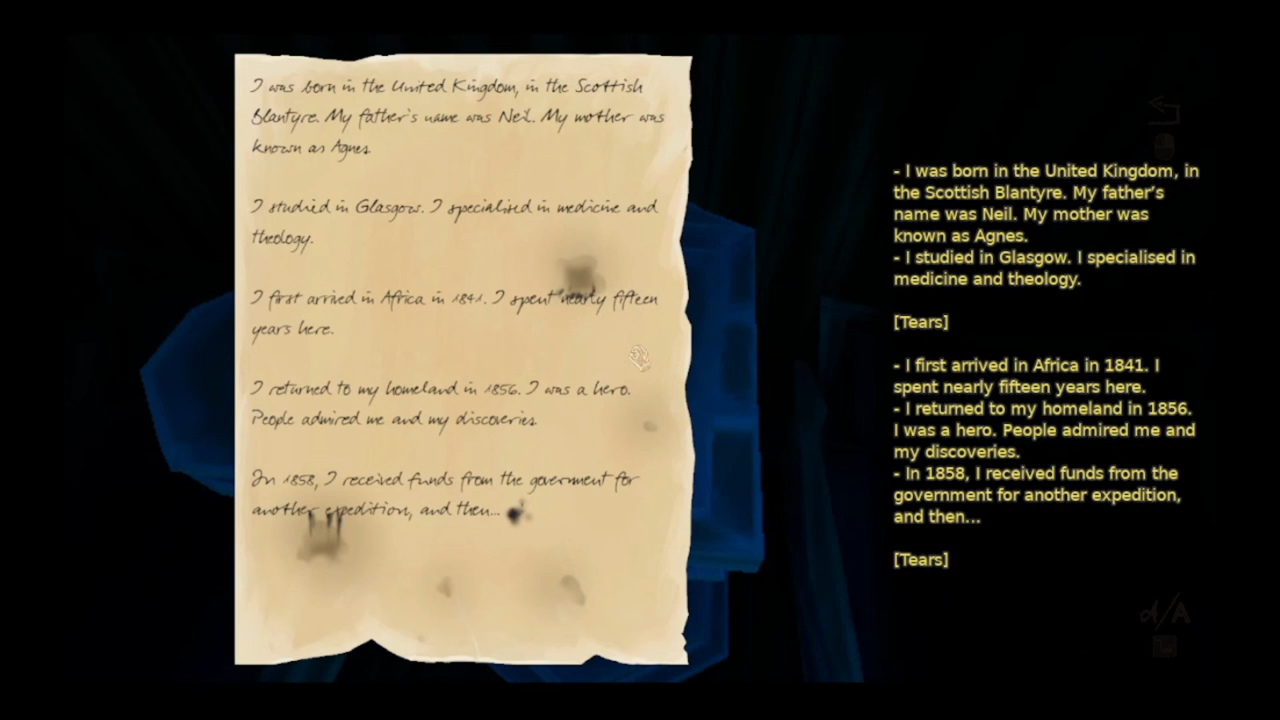 I was born in the United Kingdom, in the Scottish
Blantyre. My father's name was Neil. My mother was
known as Agnes.
I studied in Glasgow. I specialised in medicine and
theology.
I first arrived in Africa in 1841. I spent nearly fifteen
years here.
I returned to my homeland in 1856. I was a hero.
People admired me and my discoveries.
In 1858, I received funds from the government for
another expedition, and then...
- I was born in the United Kingdom, in
the Scottish Blantyre. My father's
name was Neil. My mother was
known as Agnes.
- I studied in Glasgow. I specialised in
medicine and theology.
[Tears]
- I first arrived in Africa in 1841. I
spent nearly fifteen years here.
- I returned to my homeland in 1856.
I was a hero. People admired me and
my discoveries.
- In 1858, I received funds from the
government for another expedition,
and then...
[Tears]
a/A